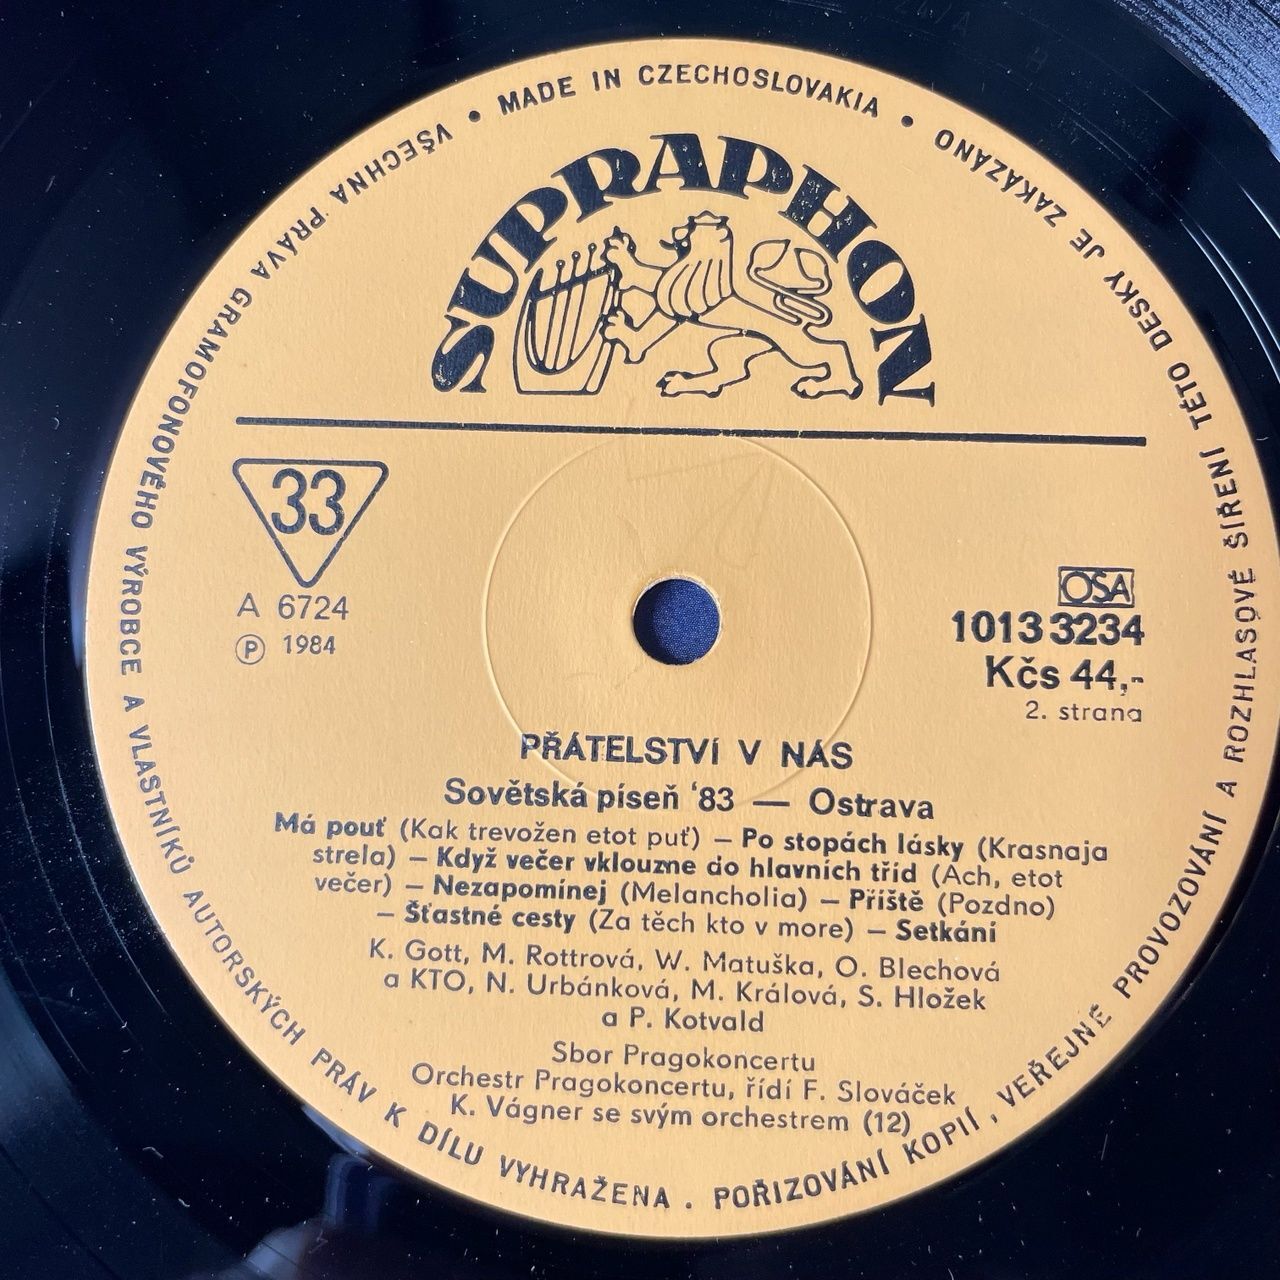 MADE IN CZECHOSLOVAKIA • VŠECHNA PRÁVA GRAMOFONOVÉHO VÝROBCE A VLASTNÍKŮ AUTORSKÝCH PRÁV K DÍLU VYHRAŽENA . POŘIZOVÁNÍ KOPIÍ, VEŘEJNÉ PROVOZOVÁNÍ A ROZHLASOVÉ ŠÍŘENÍ TÉTO DESKY JE ZAKÁZÁNO •
SUPRAPHON
33
A 6724
Ⓟ 1984
OSA
1013 3234
Kčs 44,-
2. strana
PŘÁTELSTVÍ V NÁS
Sovětská píseň '83 — Ostrava
Má pouť (Kak trevožen etot puť) – Po stopách lásky (Krasnaja
strela) – Když večer vklouzne do hlavních tříd (Ach, etot
večer) – Nezapomínej (Melancholia) – Příště (Pozdno)
– Šťastné cesty (Za těch kto v more) – Setkání
K. Gott, M. Rottrová, W. Matuška, O. Blechová
a KTO, N. Urbánková, M. Králová, S. Hložek
a P. Kotvald
Sbor Pragokoncertu
Orchestr Pragokoncertu, řídí F. Slováček
K. Vágner se svým orchestrem (12)